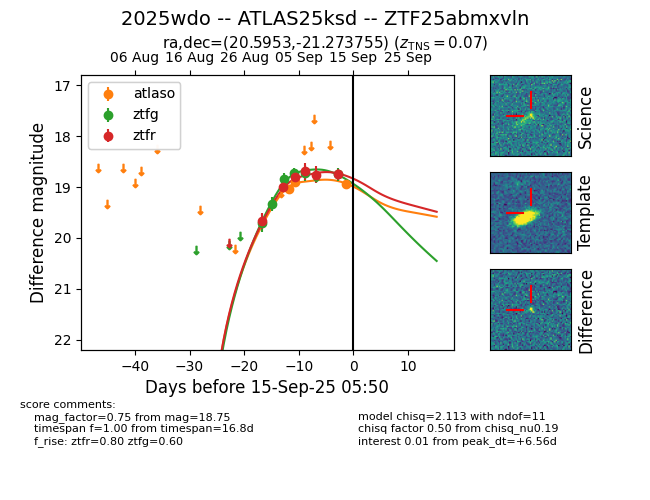 2025wdo -- ATLAS25ksd -- ZTF25abmxvln
ra,dec=(20.5953,-21.273755) (z_TNS = 0.07)
06 Aug 16 Aug 26 Aug 05 Sep 15 Sep 25 Sep
17
18
19
20
21
22
Difference magnitude
atlaso
ztfg
ztfr
−40 −30 −20 −10 0 10
Days before 15-Sep-25 05:50
Science
Template
Difference
score comments:
mag_factor=0.75 from mag=18.75
timespan f=1.00 from timespan=16.8d
f_rise: ztfr=0.80 ztfg=0.60
model chisq=2.113 with ndof=11
chisq factor 0.50 from chisq_nu0.19
interest 0.01 from peak_dt=+6.56d